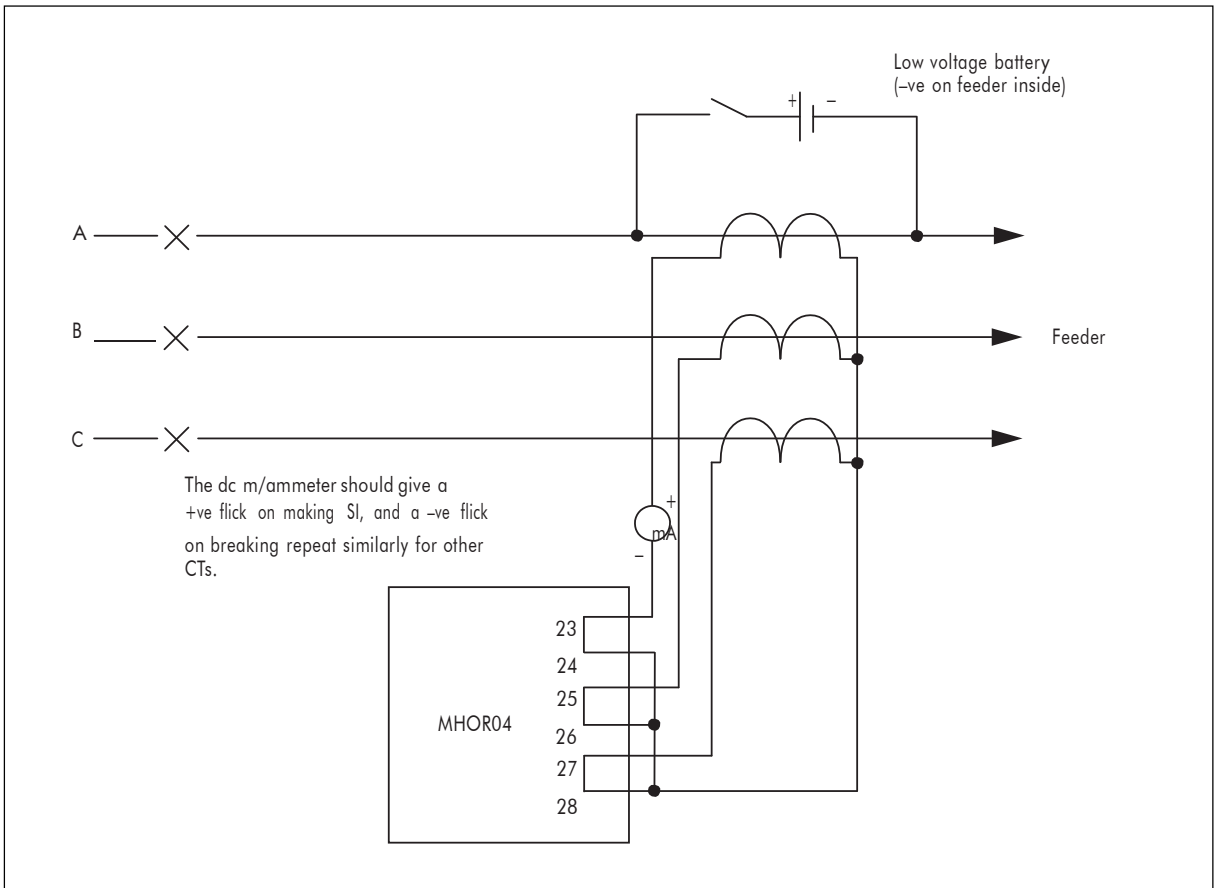 Low voltage battery
(–ve on feeder inside)
+ –
A
B
Feeder
C
The dc m/ammeter should give a
+ve flick on making SI, and a –ve flick
on breaking repeat similarly for other
CTs.
+
mA
–
23
24
25
MHOR04
26
27
28